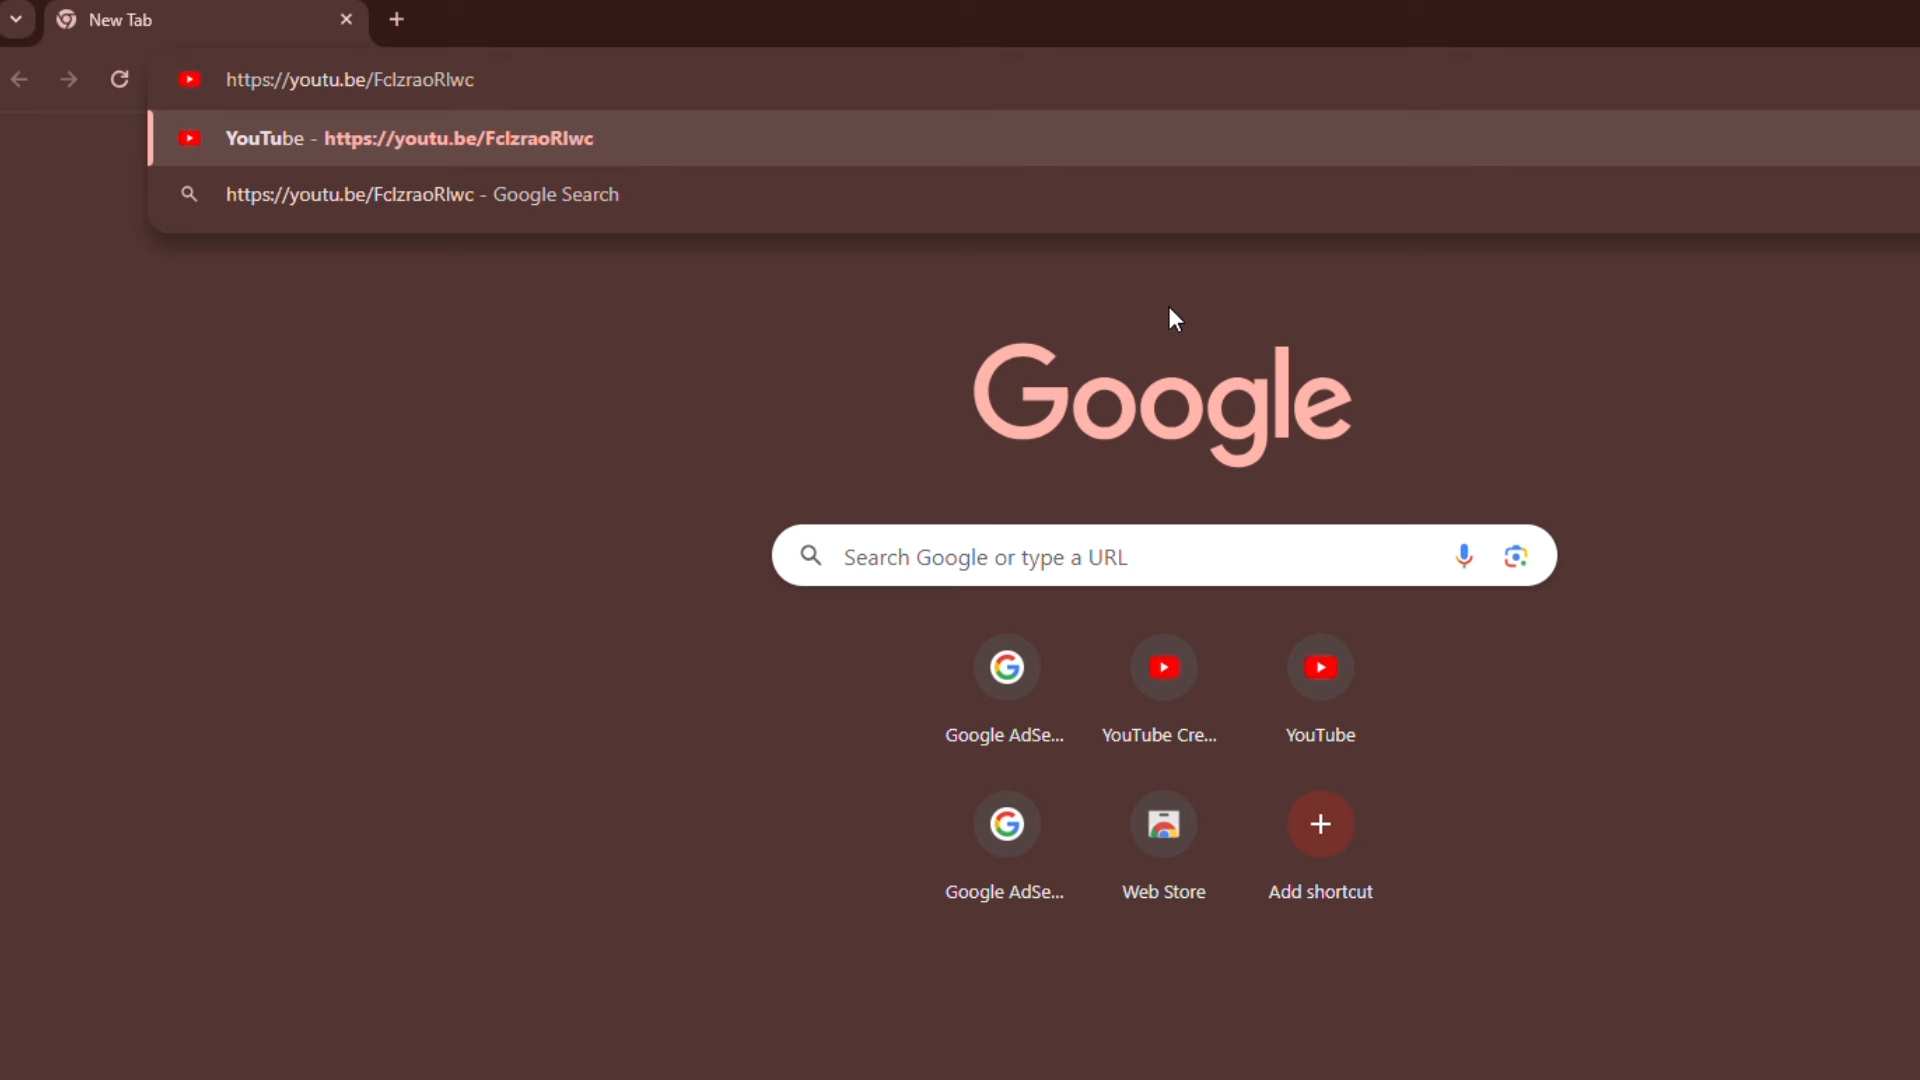 New Tab
https://youtu.be/FclzraoRlwc
YouTube - https://youtu.be/FclzraoRlwc
https://youtu.be/FclzraoRlwc - Google Search
Google
Search Google or type a URL
Google AdSe... YouTube Cre... YouTube
Google AdSe... Web Store Add shortcut